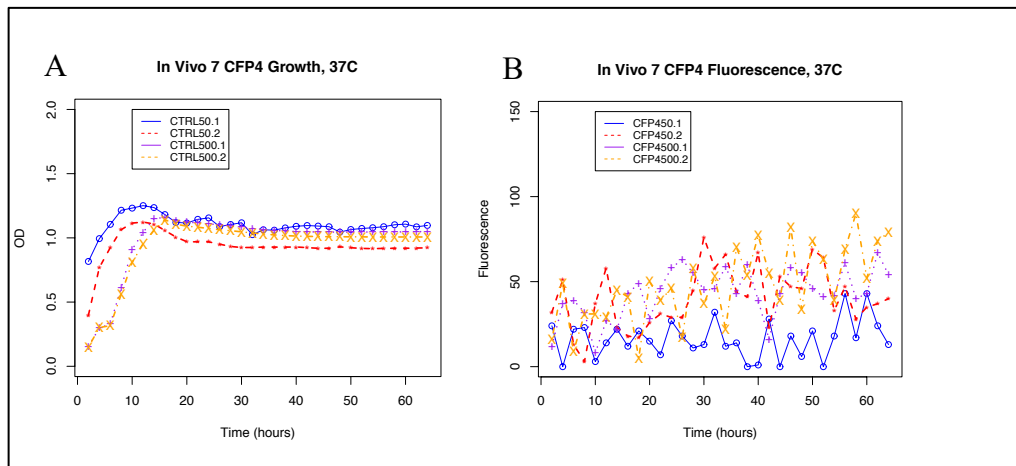 A
In Vivo 7 CFP4 Growth, 37C
CTRL50.1
CTRL50.2
CTRL500.1
CTRL500.2
OD
2.0
1.5
1.0
0.5
0.0
0 10 20 30 40 50 60
Time (hours)
B
In Vivo 7 CFP4 Fluorescence, 37C
CFP450.1
CFP450.2
CFP4500.1
CFP4500.2
Fluorescence
150
100
50
0
0 10 20 30 40 50 60
Time (hours)